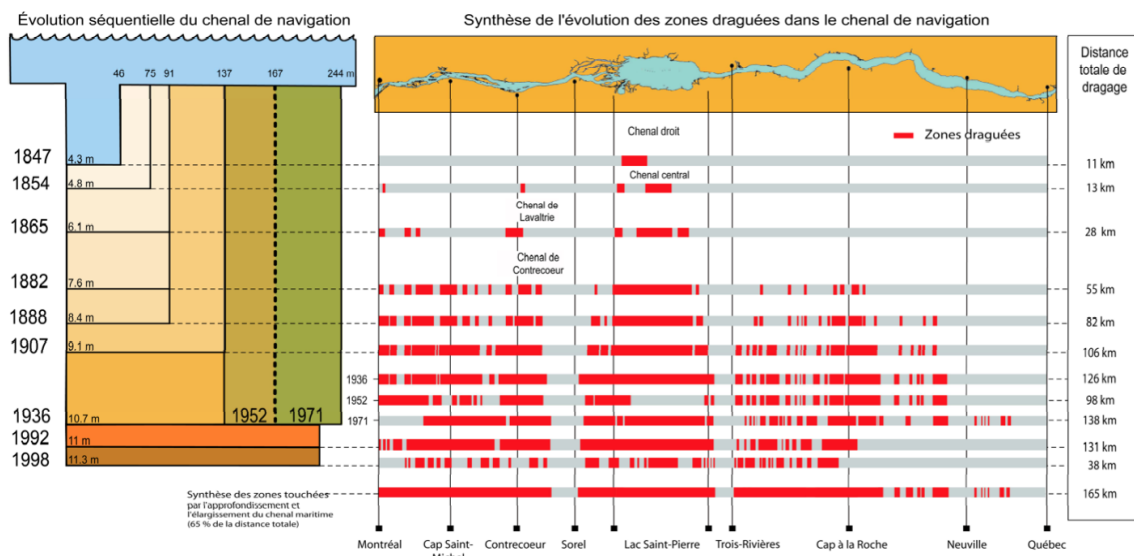 Évolution séquentielle du chenal de navigation
Synthèse de l'évolution des zones draguées dans le chenal de navigation
46 75 91 137 167 244 m
Distance
totale de
dragage
Chenal droit
Zones draguées
1847
4.3 m
11 km
Chenal central
1854
4.8 m
13 km
Chenal de
Lavaltrie
1865
6.1 m
28 km
Chenal de
Contrecoeur
1882
7.6 m
55 km
1888
8.4 m
82 km
1907
9.1 m
106 km
1936
126 km
1952
98 km
1936
10.7 m
1952
1971
1971
138 km
1992
11 m
131 km
1998
11.3 m
38 km
Synthèse des zones touchées
par l'approfondissement et
l'élargissement du chenal maritime
(65 % de la distance totale)
165 km
Montréal
Cap Saint-
Contrecoeur
Sorel
Lac Saint-Pierre
Trois-Rivières
Cap à la Roche
Neuville
Québec